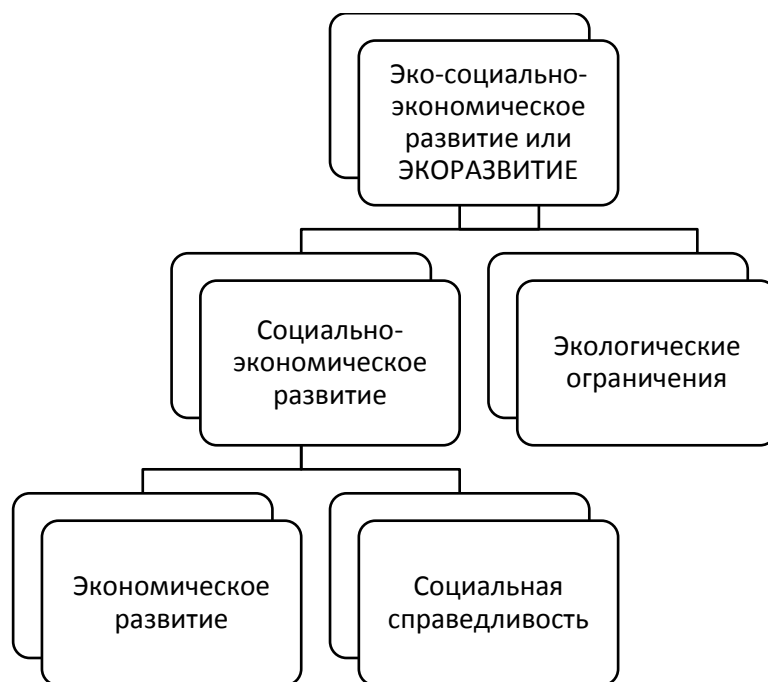 Эко-социально-
экономическое
развитие или
ЭКОРАЗВИТИЕ
Социально-
экономическое
развитие
Экологические
ограничения
Экономическое
развитие
Социальная
справедливость